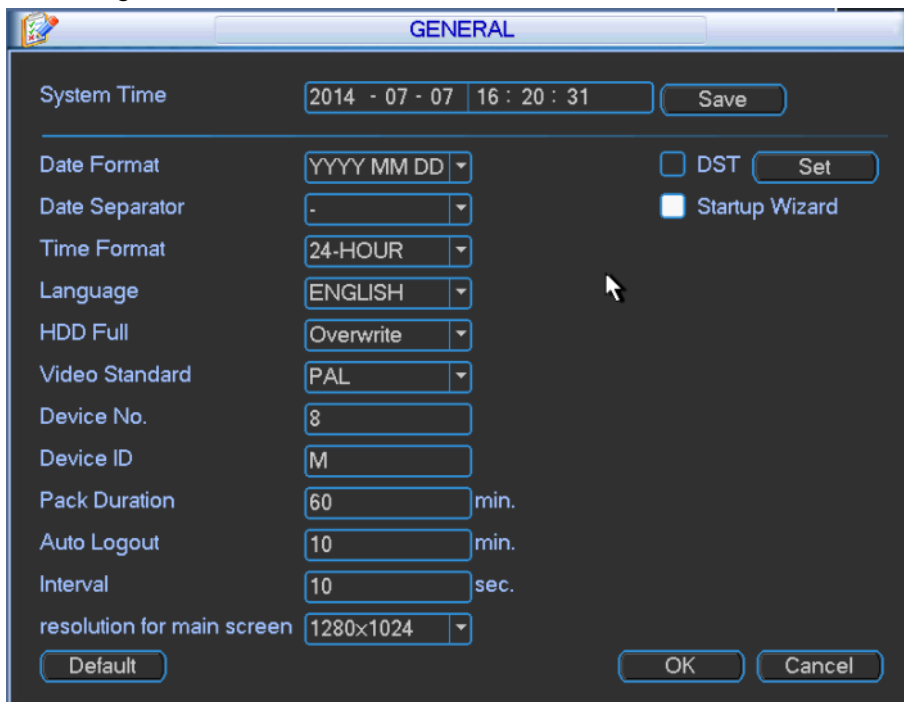 GENERAL
System Time 2014 - 07 - 07 16 : 20 : 31 Save
Date Format YYYY MM DD DST Set
Date Separator - Startup Wizard
Time Format 24-HOUR
Language ENGLISH
HDD Full Overwrite
Video Standard PAL
Device No. 8
Device ID M
Pack Duration 60 min.
Auto Logout 10 min.
Interval 10 sec.
resolution for main screen 1280x1024
Default OK Cancel